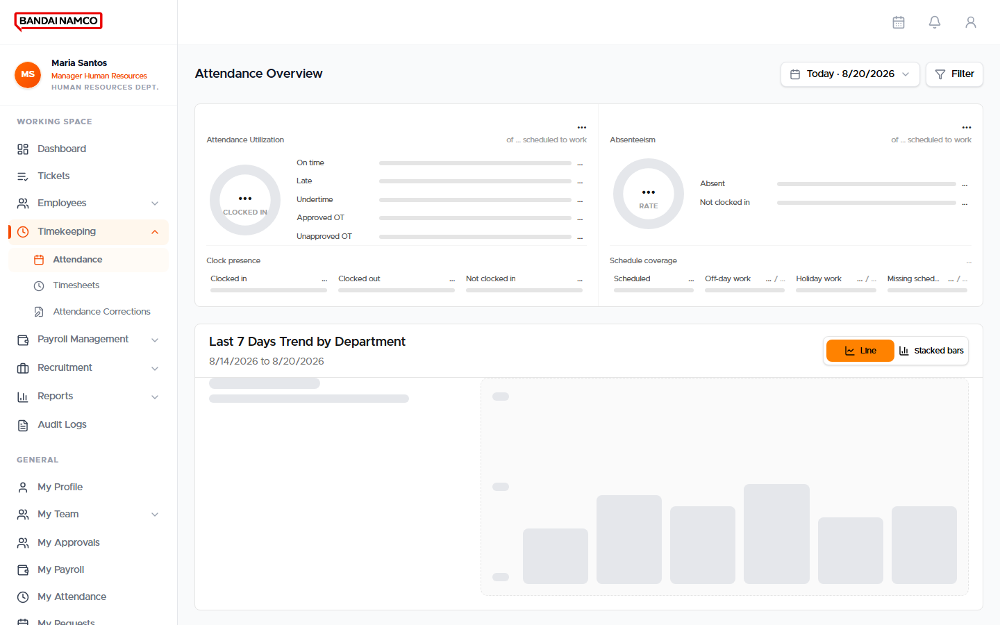 BANDAI NAMCO
MS
Maria Santos
Manager Human Resources
HUMAN RESOURCES DEPT.
WORKING SPACE
Dashboard
Tickets
Employees
Timekeeping
Attendance
Timesheets
Attendance Corrections
Payroll Management
Recruitment
Reports
Audit Logs
GENERAL
My Profile
My Team
My Approvals
My Payroll
My Attendance
My Requests
Attendance Overview
Today · 8/20/2026
Filter
...
Attendance Utilization
of ... scheduled to work
...
CLOCKED IN
On time ...
Late ...
Undertime ...
Approved OT ...
Unapproved OT ...
Clock presence
Clocked in ...
Clocked out ...
Not clocked in ...
...
Absenteeism
of ... scheduled to work
...
RATE
Absent ...
Not clocked in ...
Schedule coverage
...
Scheduled ...
Off-day work ... / ...
Holiday work ... / ...
Missing sched... ... / ...
Last 7 Days Trend by Department
8/14/2026 to 8/20/2026
Line
Stacked bars